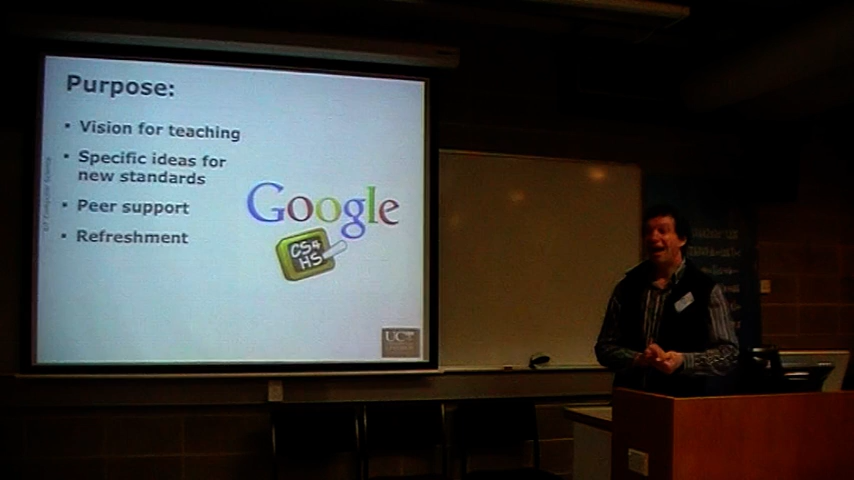 Purpose:
Vision for teaching
Specific ideas for
new standards
Peer support
Refreshment
Google
CS4
HS
UC